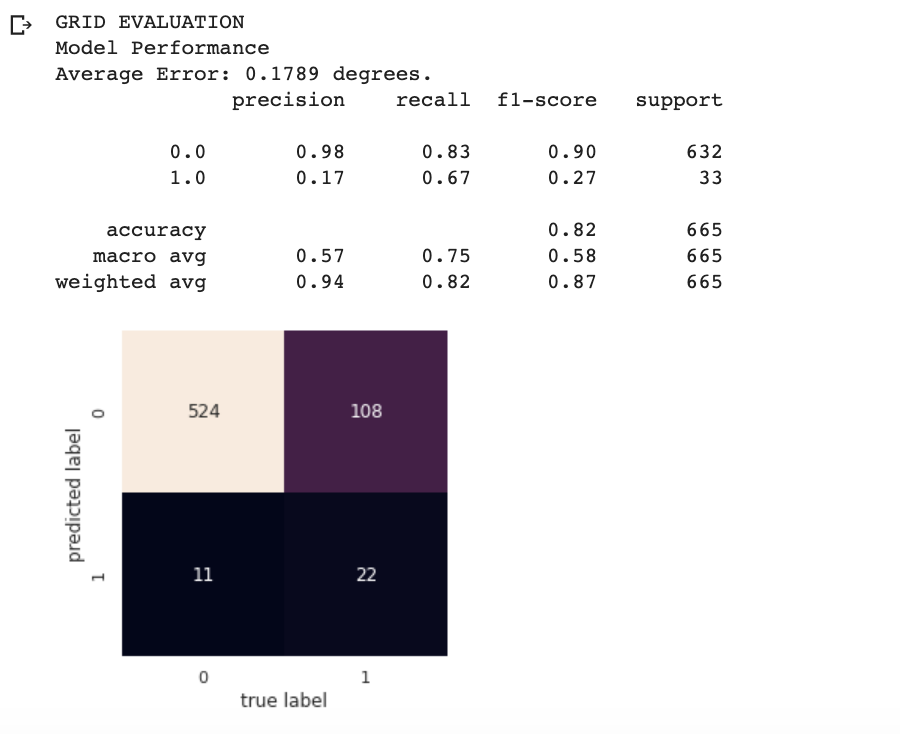 GRID EVALUATION
Model Performance
Average Error: 0.1789 degrees.
precision recall f1-score support
0.0 0.98 0.83 0.90 632
1.0 0.17 0.67 0.27 33
accuracy 0.82 665
macro avg 0.57 0.75 0.58 665
weighted avg 0.94 0.82 0.87 665
predicted label
0
524 108
1
11 22
0 1
true label